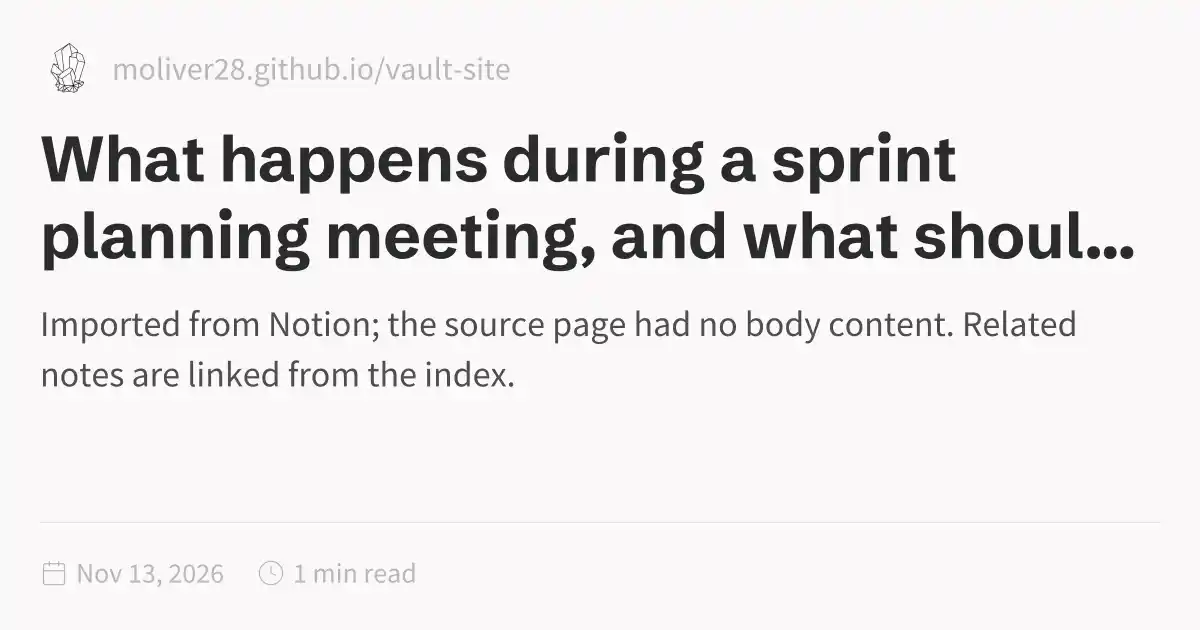 moliver28.github.io/vault-site
What happens during a sprint
planning meeting, and what shoul...
Imported from Notion; the source page had no body content. Related
notes are linked from the index.
Nov 13, 2026 1 min read